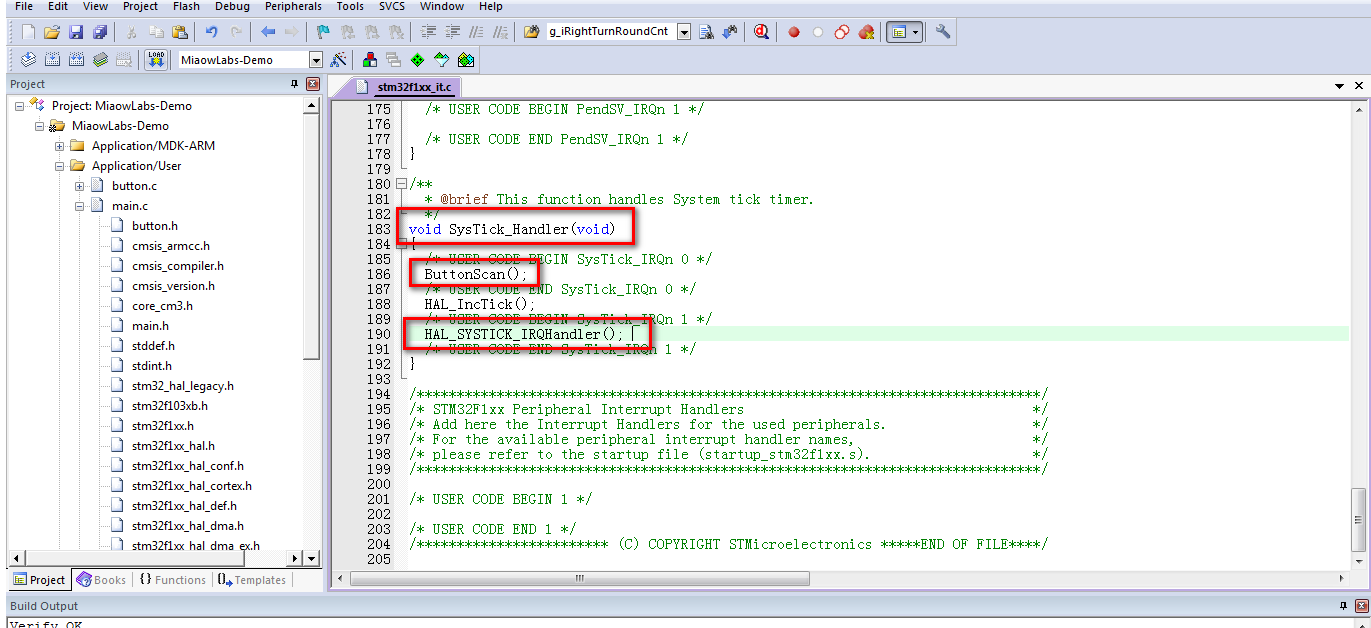 File Edit View Project Flash Debug Peripherals Tools SVCS Window Help
g_iRightTurnRoundCnt
LOAD MiaowLabs-Demo
Project
stm32f1xx_it.c
Project: MiaowLabs-Demo
MiaowLabs-Demo
Application/MDK-ARM
Application/User
button.c
main.c
button.h
cmsis_armcc.h
cmsis_compiler.h
cmsis_version.h
core_cm3.h
main.h
stddef.h
stdint.h
stm32_hal_legacy.h
stm32f103xb.h
stm32f1xx.h
stm32f1xx_hal.h
stm32f1xx_hal_conf.h
stm32f1xx_hal_cortex.h
stm32f1xx_hal_def.h
stm32f1xx_hal_dma.h
stm32f1xx_hal_dma_ex.h
Project Books {} Functions Templates
175 /* USER CODE BEGIN PendSV_IRQn 1 */
176
177 /* USER CODE END PendSV_IRQn 1 */
178 }
179
180 /**
181 * @brief This function handles System tick timer.
182 */
183 void SysTick_Handler(void)
184 {
185 /* USER CODE BEGIN SysTick_IRQn 0 */
186 ButtonScan();
187 /* USER CODE END SysTick_IRQn 0 */
188 HAL_IncTick();
189 /* USER CODE BEGIN SysTick_IRQn 1 */
190 HAL_SYSTICK_IRQHandler();
191 /* USER CODE END SysTick_IRQn 1 */
192 }
193
194 /******************************************************************************/
195 /* STM32F1xx Peripheral Interrupt Handlers */
196 /* Add here the Interrupt Handlers for the used peripherals. */
197 /* For the available peripheral interrupt handler names, */
198 /* please refer to the startup file (startup_stm32f1xx.s). */
199 /******************************************************************************/
200
201 /* USER CODE BEGIN 1 */
202
203 /* USER CODE END 1 */
204 /************************ (C) COPYRIGHT STMicroelectronics *****END OF FILE****/
205
Build Output
Verify OK